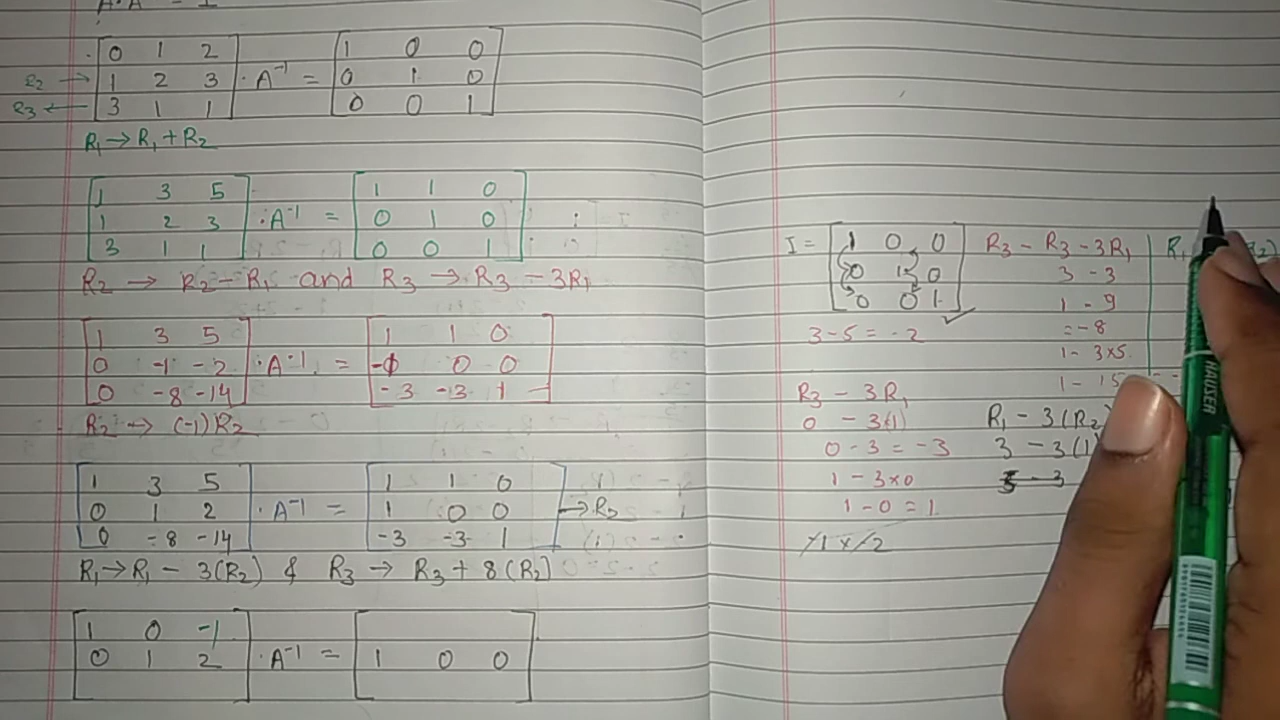 A·A⁻¹ = I
[0 1 2] [1 0 0]
R2 → [1 2 3] · A⁻¹ = [0 1 0]
R3 ← [3 1 1] [0 0 1]
R1 → R1 + R2
[1 3 5] [1 1 0]
[1 2 3] · A⁻¹ = [0 1 0]
[3 1 1] [0 0 1]
R2 → R2 - R1 and R3 → R3 - 3R1
[1 3 5] [1 1 0]
[0 -1 -2] · A⁻¹ = [-1 0 0]
[0 -8 -14] [-3 -3 1]
R2 → (-1) R2
[1 3 5] [1 1 0]
[0 1 2] · A⁻¹ = [1 0 0] → R2
[0 -8 -14] [-3 -3 1]
R1 → R1 - 3(R2) & R3 → R3 + 8(R2)
[1 0 -1]
[0 1 2] · A⁻¹ = [1 0 0]
I = [1 0 0]
[0 1 0]
[0 0 1]
3-5 = -2
R3 - 3R1
0 - 3(1)
0-3 = -3
1 - 3×0
1-0 = 1
R3 - R3 - 3R1
3 - 3
1 - 9
= -8
1- 3×5
1 - 15
R1 - 3(R2)
3 - 3(1)
HAUSER